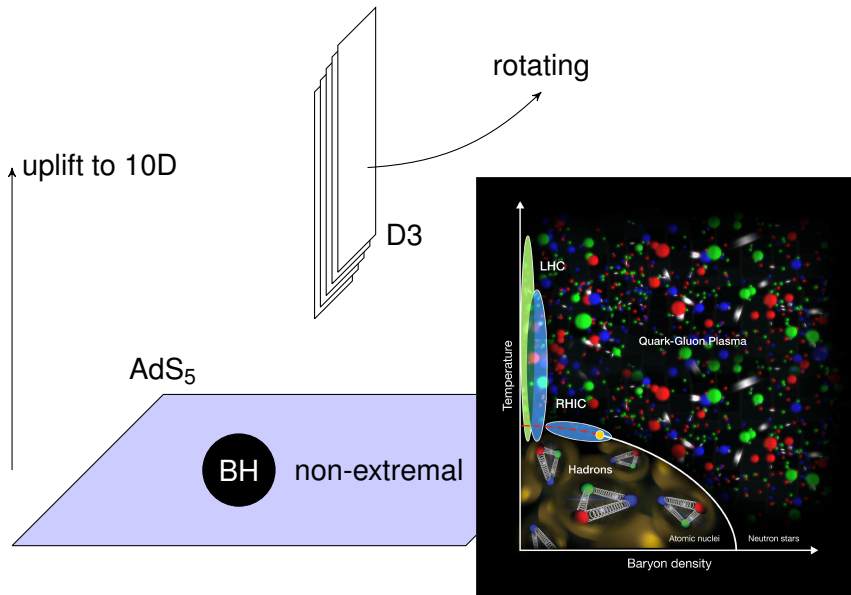 rotating
uplift to 10D
D3
AdS₅
BH
non-extremal
LHC
Quark-Gluon Plasma
Temperature
RHIC
Hadrons
Atomic nuclei
Neutron stars
Baryon density